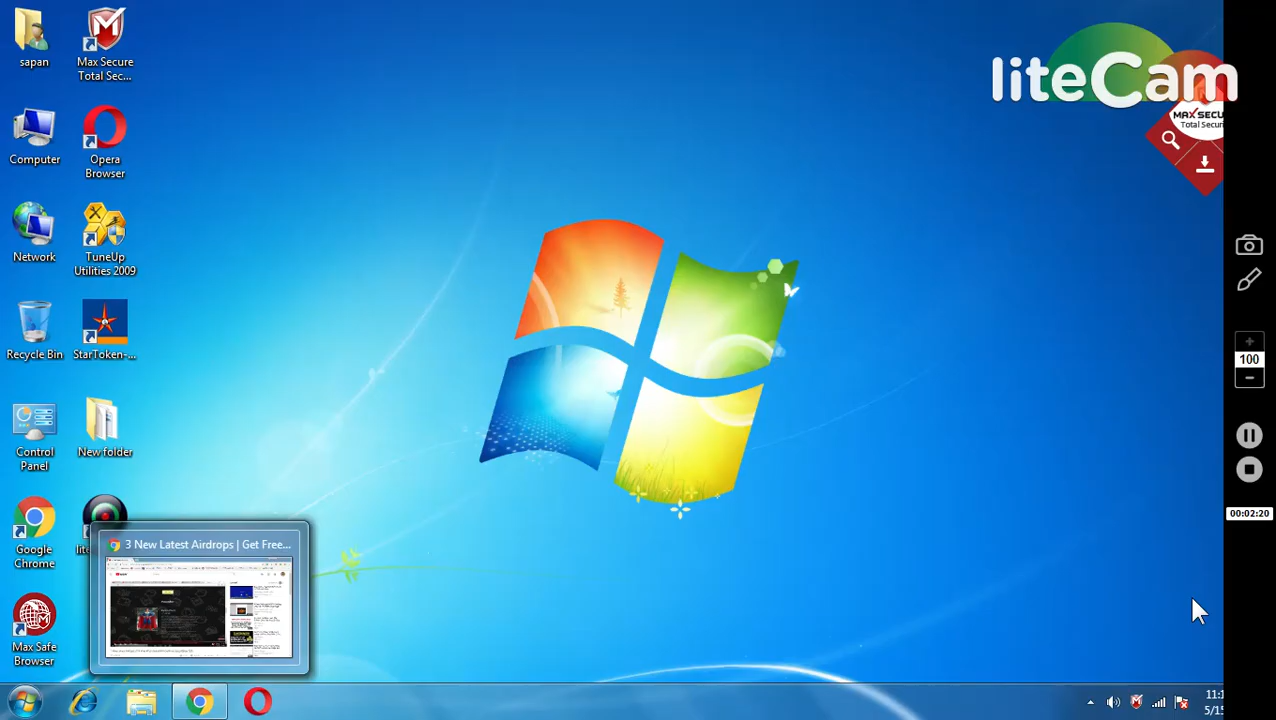 sapan
Max Secure
Total Sec...
Computer
Opera
Browser
Network
TuneUp
Utilities 2009
Recycle Bin
StarToken-...
Control
Panel
New folder
Google
Chrome
lite
3 New Latest Airdrops | Get Free...
Max Safe
Browser
liteCam
MAX SECU
Total Secur
100
00:02:20
11:1
5/15